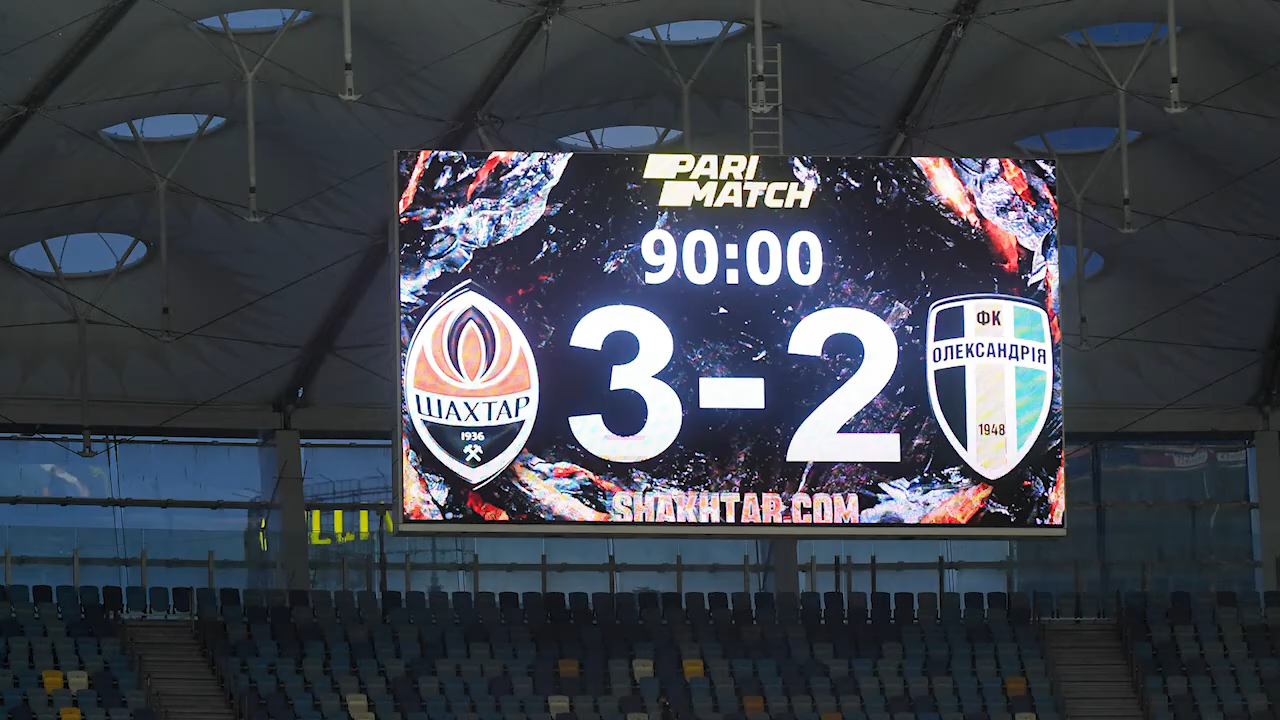 PARI
MATCH
90:00
3-2
ШАХТАР
1936
ФК
ОЛЕКСАНДРІЯ
1948
SHAKHTAR.COM